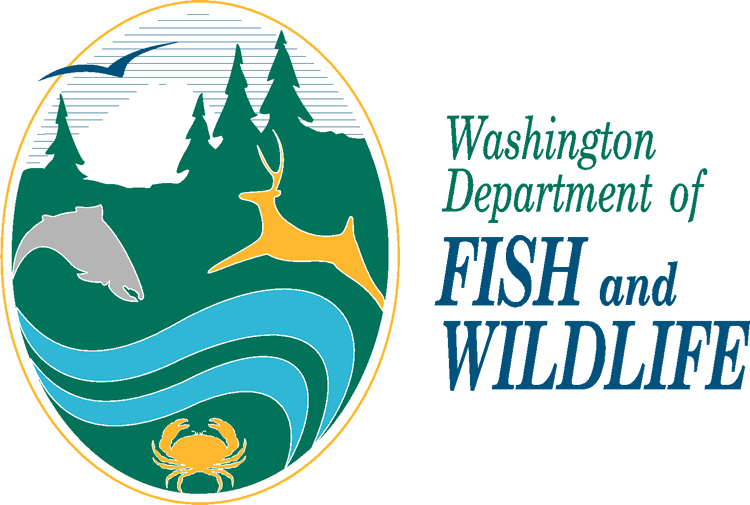 Washington
Department of
FISH and
WILDLIFE